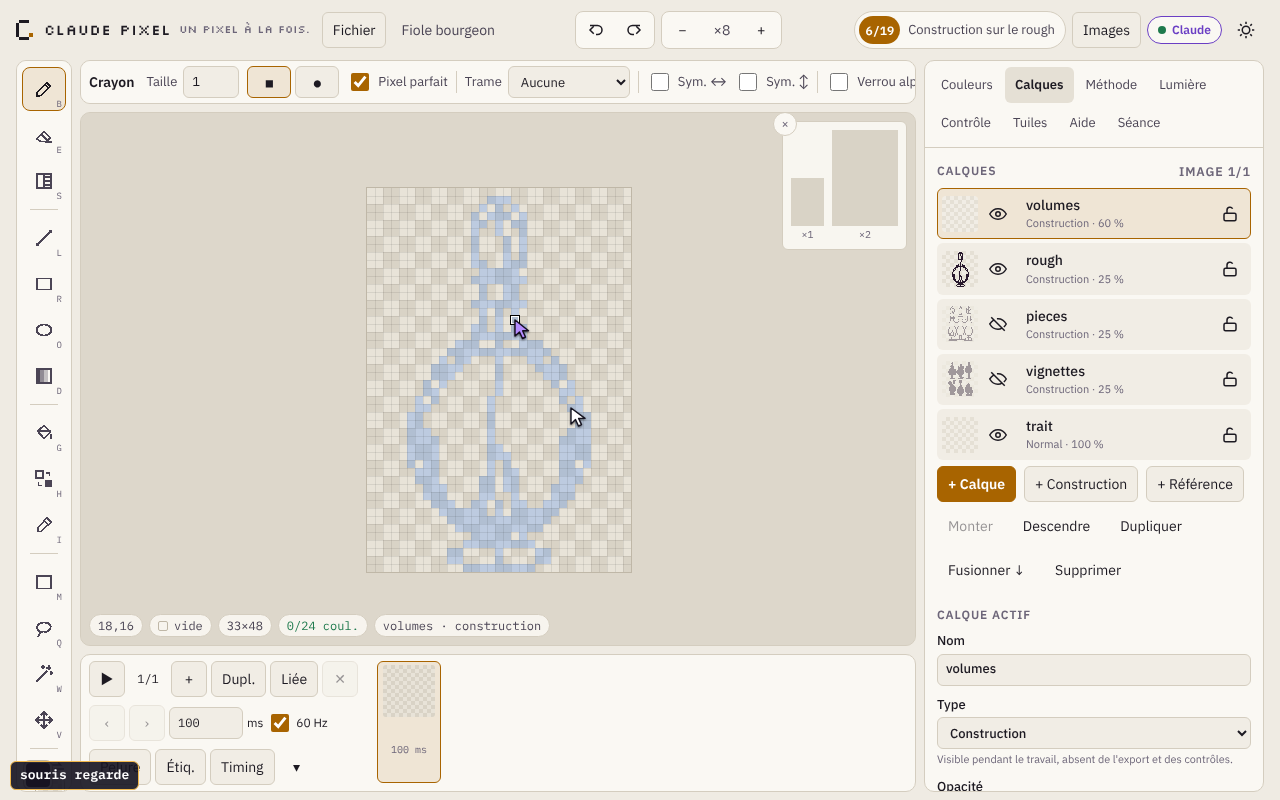 CLAUDE PIXEL UN PIXEL À LA FOIS. Fichier Fiole bourgeon − ×8 + 6/19 Construction sur le rough Images Claude
Crayon Taille 1 Pixel parfait Trame Aucune Sym. ↔ Sym. ↕ Verrou alp
B
E
S
L
R
O
D
G
H
I
M
Q
W
V
×
×1 ×2
18,16 vide 33×48 0/24 coul. volumes · construction
1/1 + Dupl. Liée ×
‹ › 100 ms 60 Hz
Étiq. Timing ▼
100 ms
souris regarde
Couleurs Calques Méthode Lumière
Contrôle Tuiles Aide Séance
CALQUES IMAGE 1/1
volumes
Construction · 60 %
rough
Construction · 25 %
pieces
Construction · 25 %
vignettes
Construction · 25 %
trait
Normal · 100 %
+ Calque + Construction + Référence
Monter Descendre Dupliquer
Fusionner ↓ Supprimer
CALQUE ACTIF
Nom
volumes
Type
Construction
Visible pendant le travail, absent de l'export et des contrôles.
Opacité